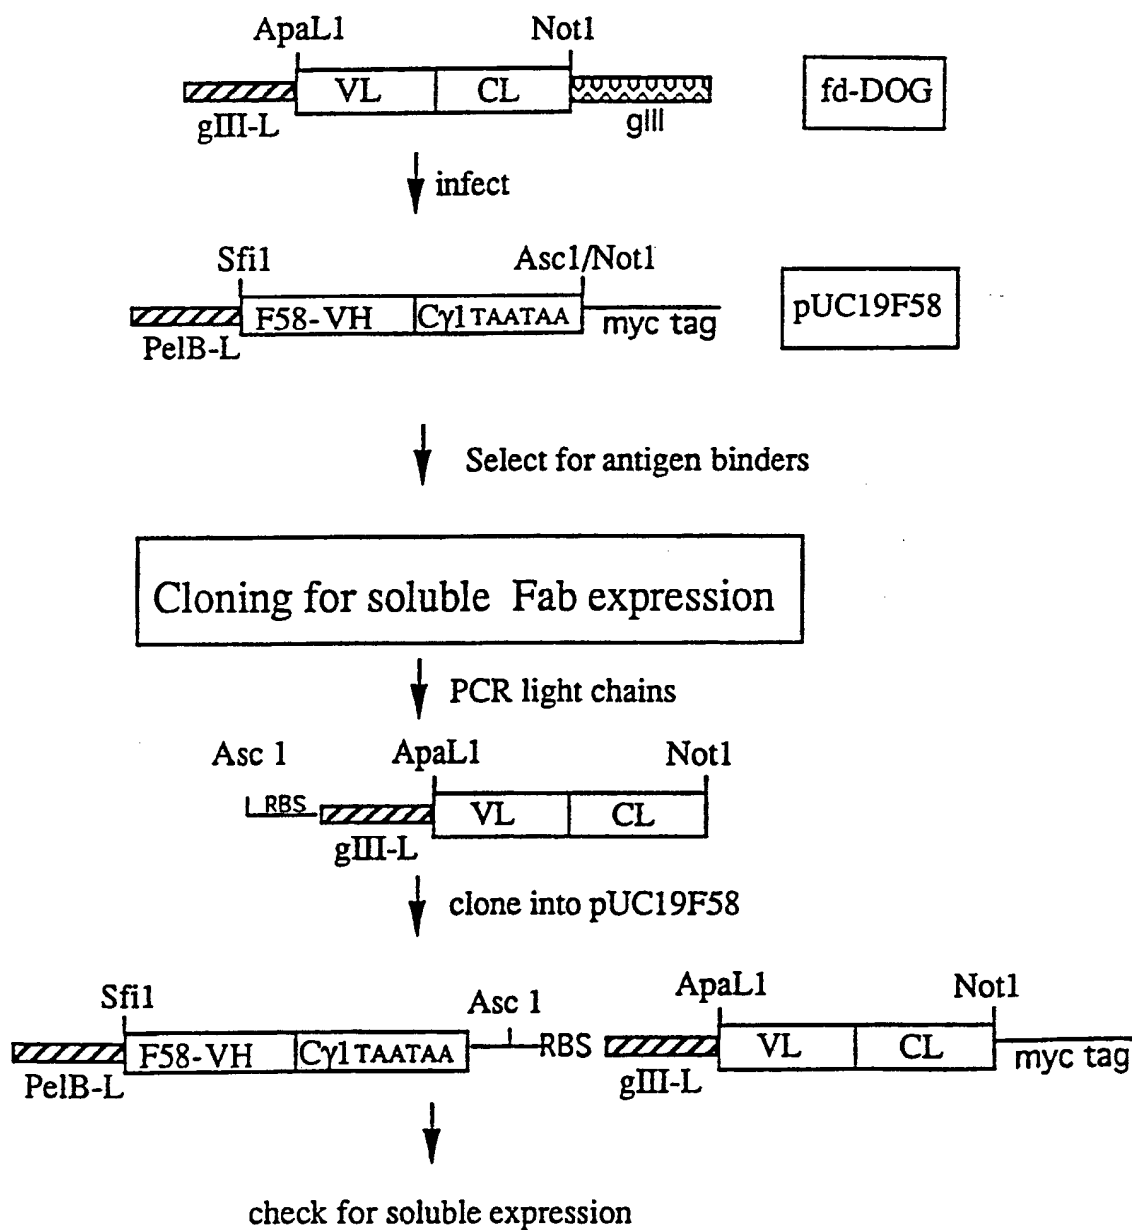 ApaL1 Not1
VL CL
fd-DOG
gIII-L gIII
infect
Sfi1 Asc1/Not1
F58-VH Cγ1 TAATAA
pUC19F58
PelB-L myc tag
Select for antigen binders
Cloning for soluble Fab expression
PCR light chains
Asc 1 ApaL1 Not1
RBS VL CL
gIII-L
clone into pUC19F58
Sfi1 Asc 1 ApaL1 Not1
F58-VH Cγ1 TAATAA RBS VL CL
PelB-L gIII-L myc tag
check for soluble expression